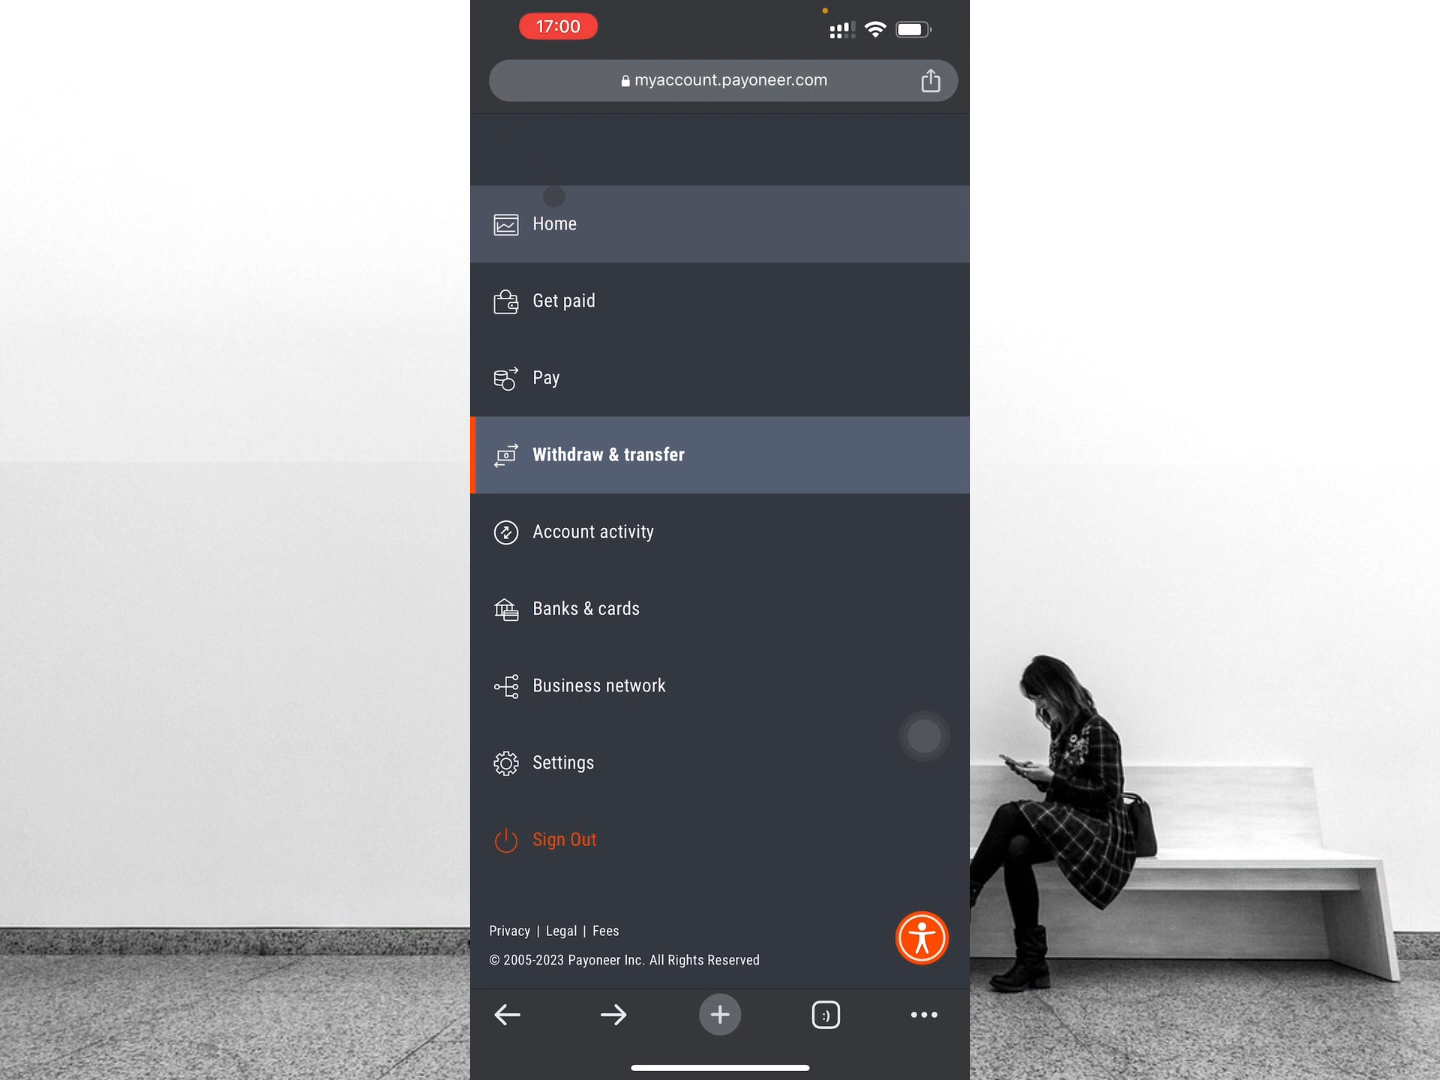 17:00
myaccount.payoneer.com
Home
Get paid
Pay
Withdraw & transfer
Account activity
Banks & cards
Business network
Settings
Sign Out
Privacy | Legal | Fees
© 2005-2023 Payoneer Inc. All Rights Reserved
:)